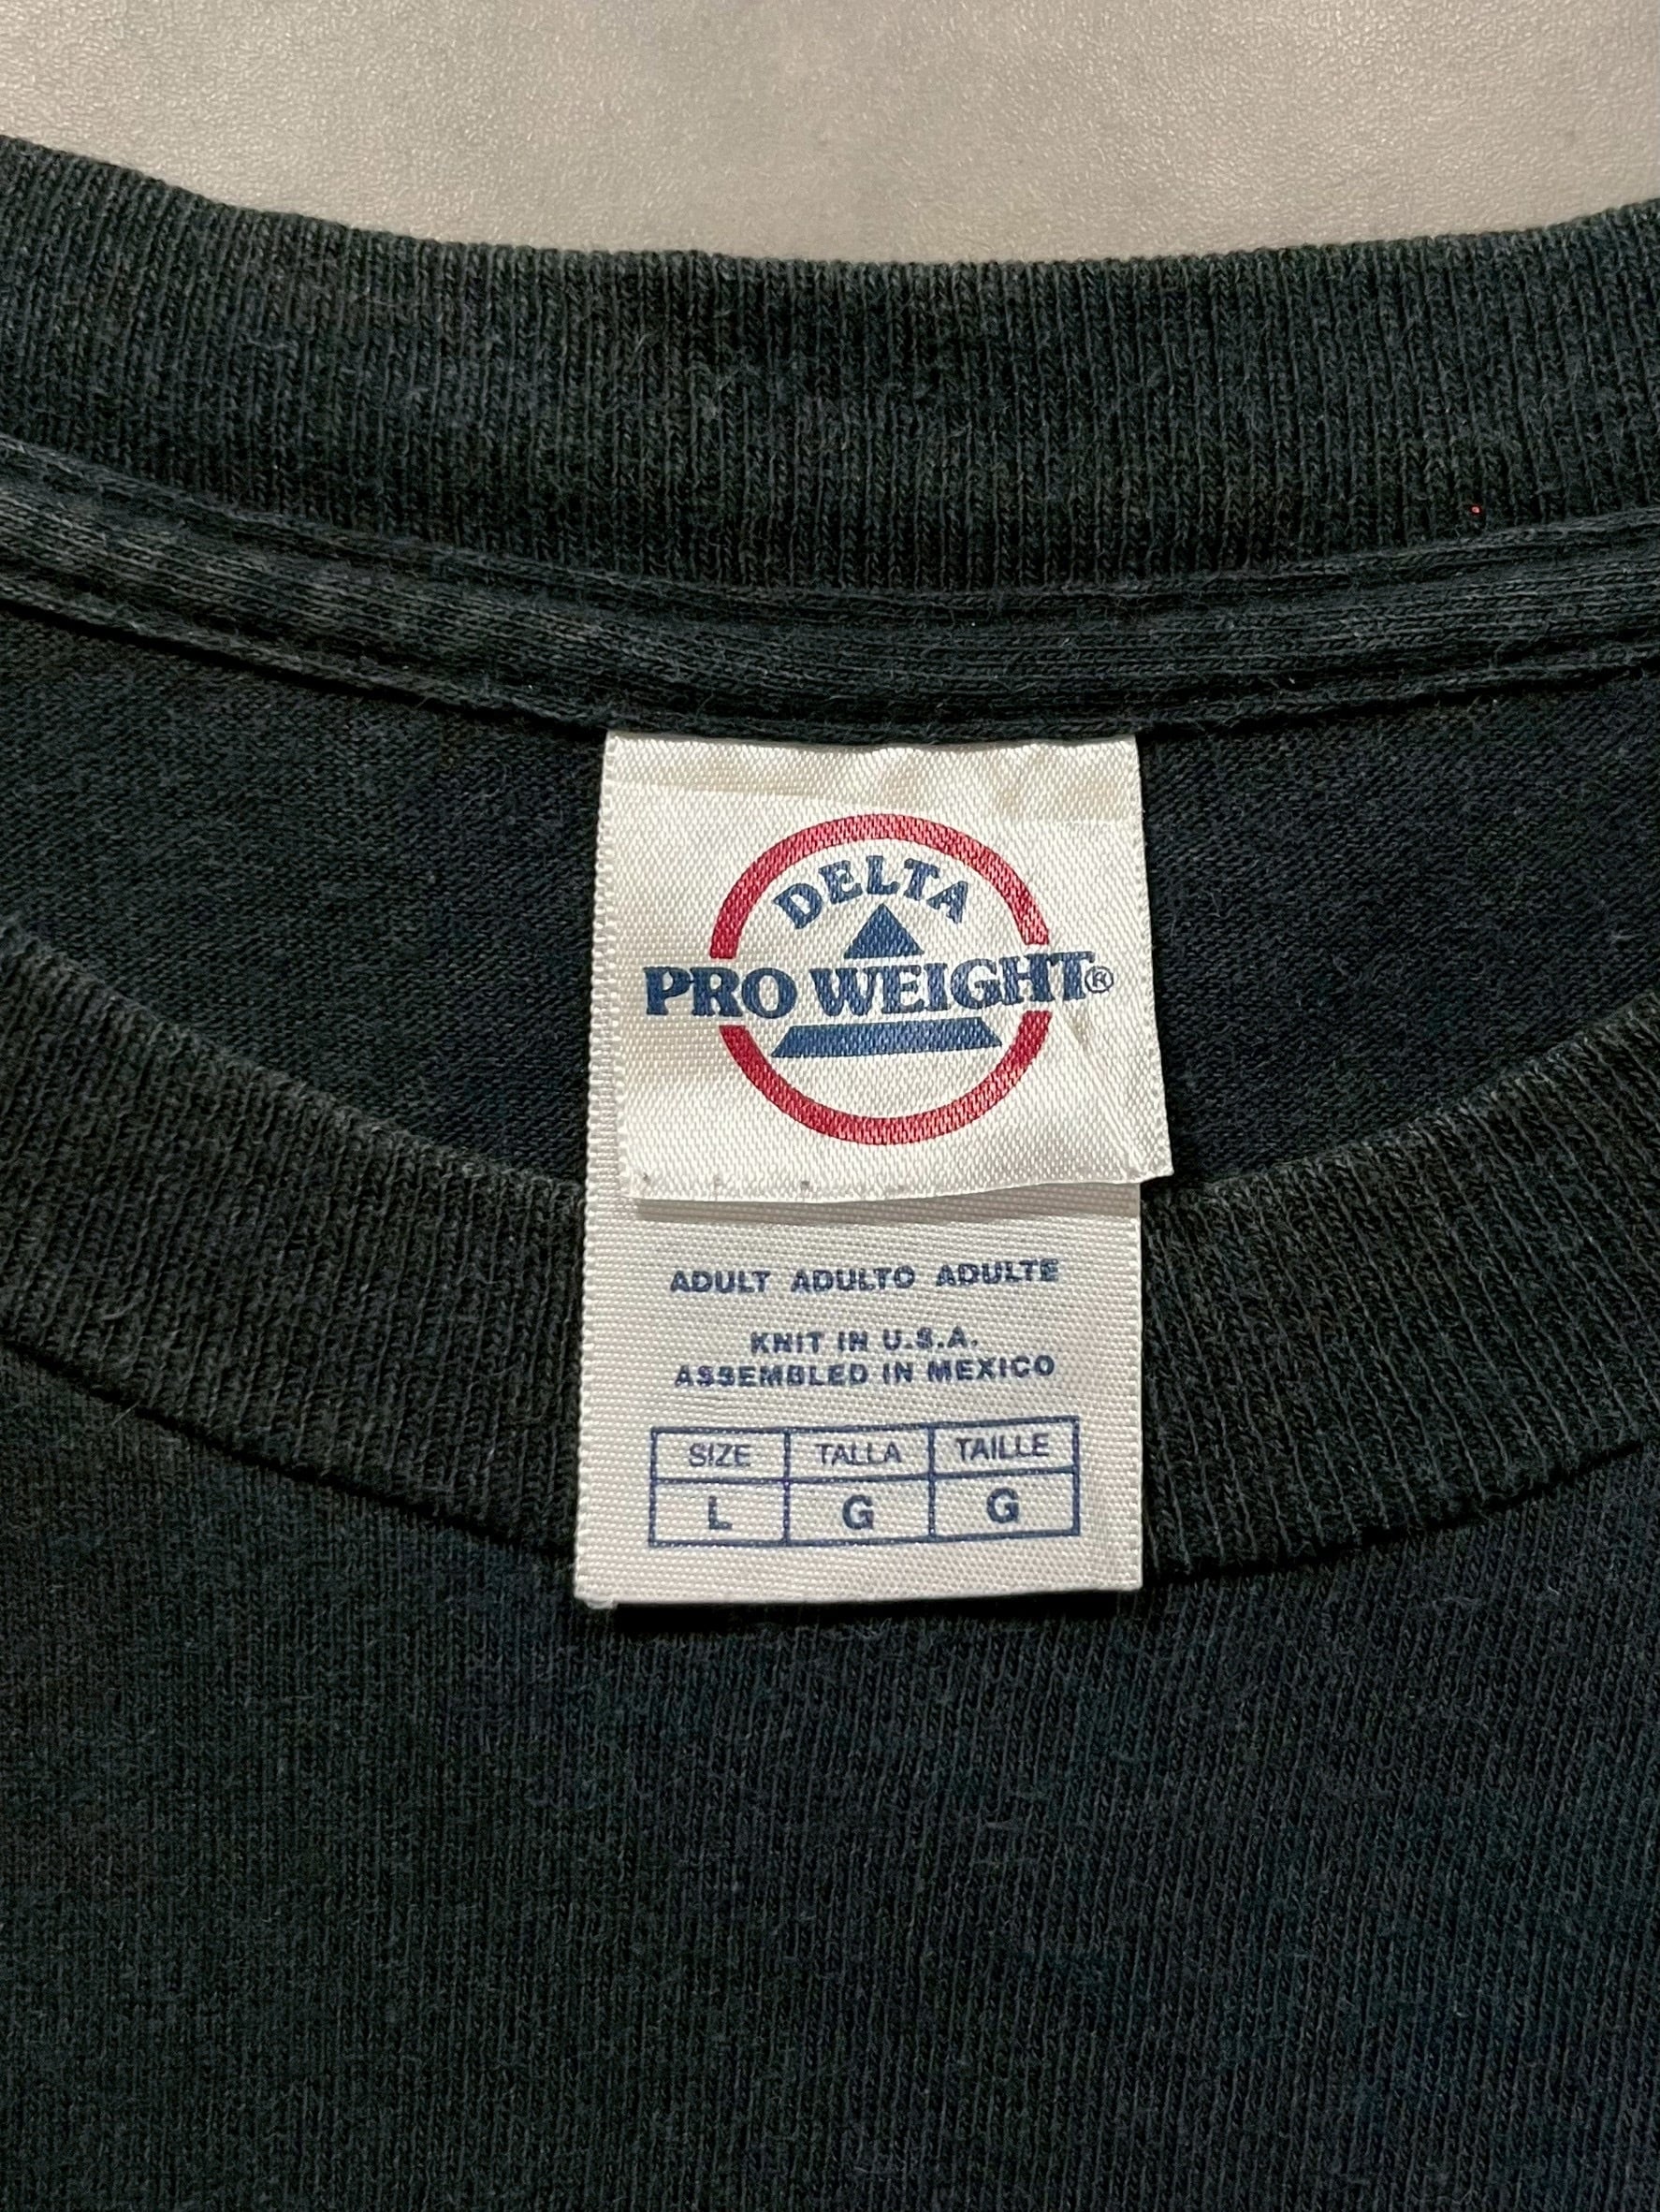 DELTA
PRO WEIGHT®
ADULT ADULTO ADULTE
KNIT IN U.S.A.
ASSEMBLED IN MEXICO
SIZE TALLA TAILLE
L G G